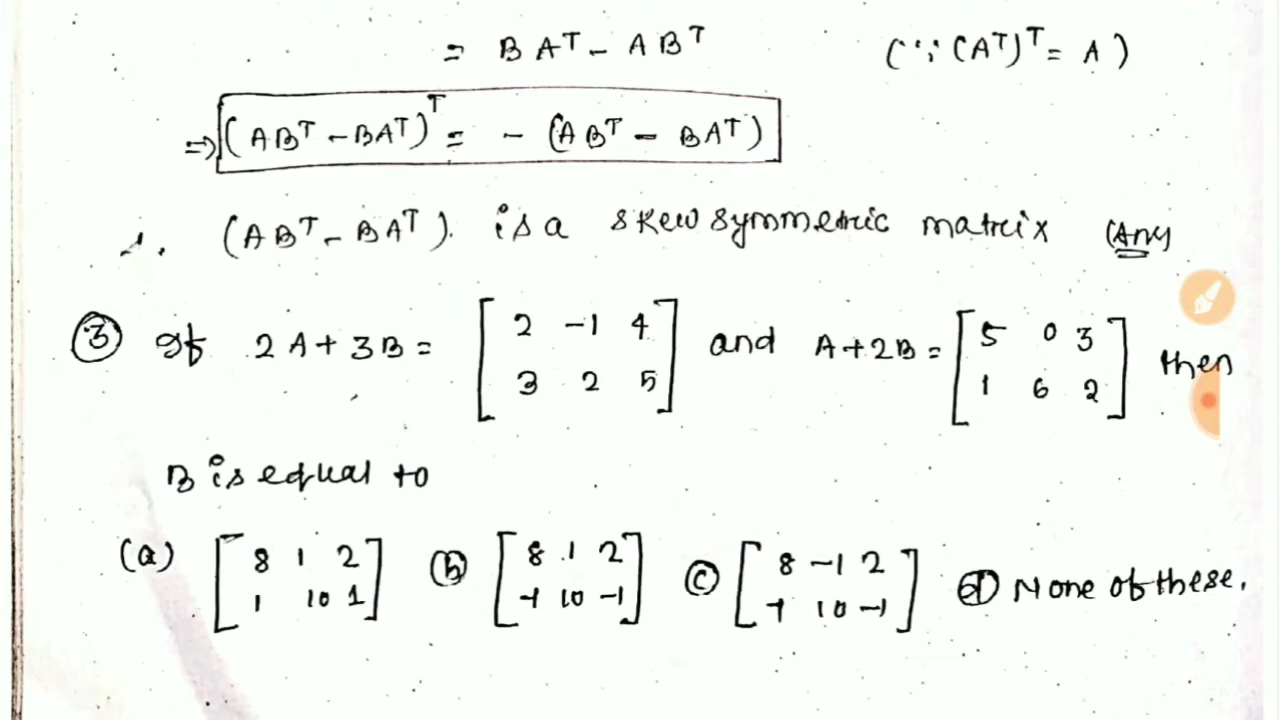 = BAᵀ - ABᵀ (∵ (Aᵀ)ᵀ = A)
⇒ (ABᵀ - BAᵀ)ᵀ = - (ABᵀ - BAᵀ)
∴ (ABᵀ - BAᵀ). is a skew symmetric matrix (Ans)
③ If 2A + 3B = [2 -1 4; 3 2 5] and A + 2B = [5 0 3; 1 6 2] then
B is equal to
(a) [8 1 2; 1 10 1] ⓑ [8 1 2; -1 10 -1] ⓒ [8 -1 2; -1 10 -1] ⓓ None of these.